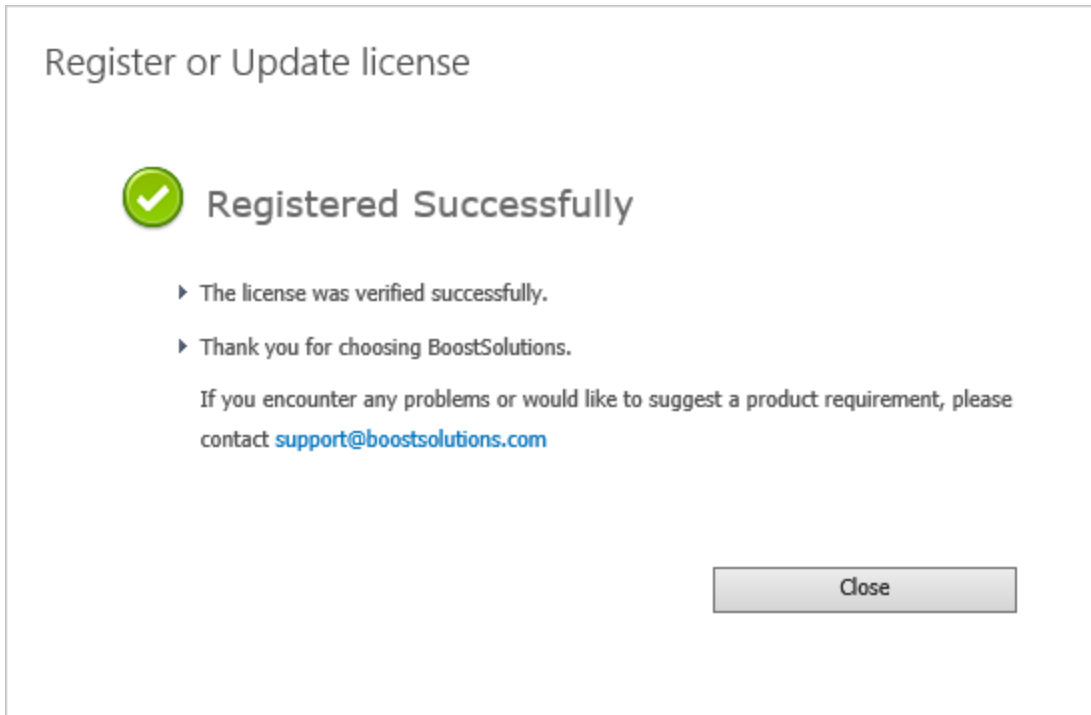 Register or Update license
Registered Successfully
The license was verified successfully.
Thank you for choosing BoostSolutions.
If you encounter any problems or would like to suggest a product requirement, please
contact support@boostsolutions.com
Close